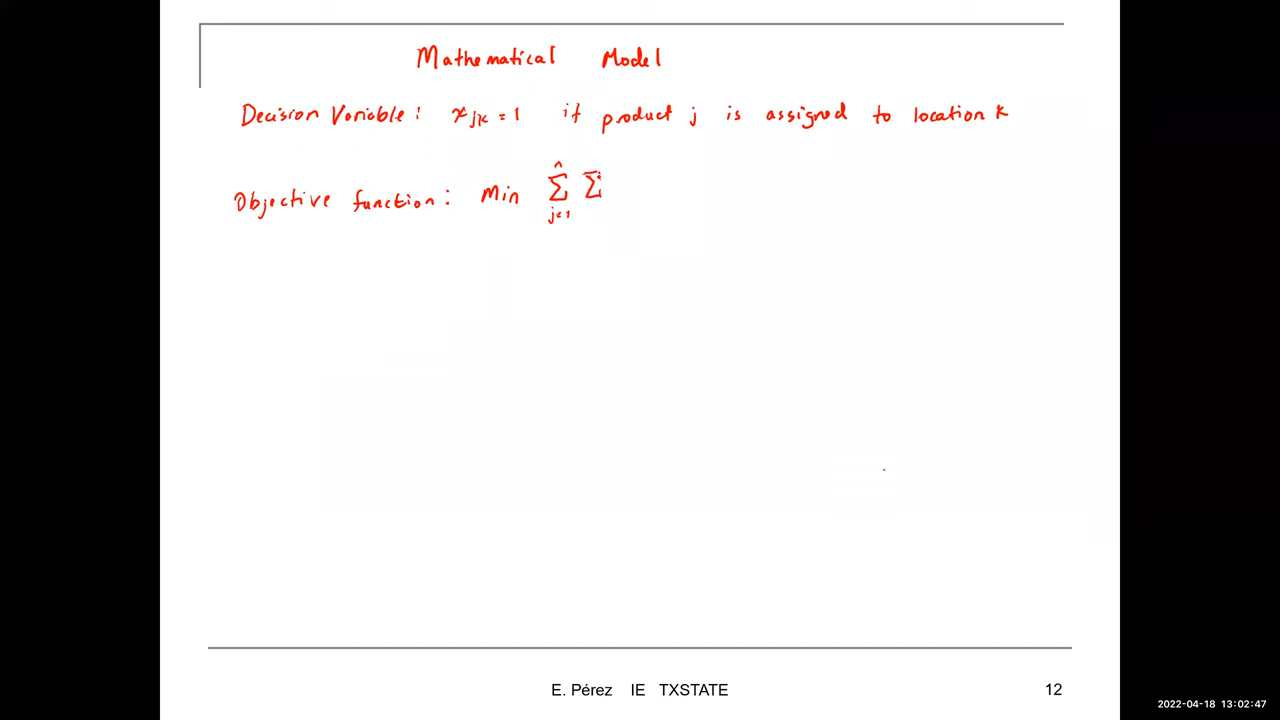 Mathematical Model
Decision Variable: x_jk = 1 if product j is assigned to location k
Objective function: Min ∑_{j=1}^{n} ∑
E. Pérez IE TXSTATE
12
2022-04-18 13:02:47